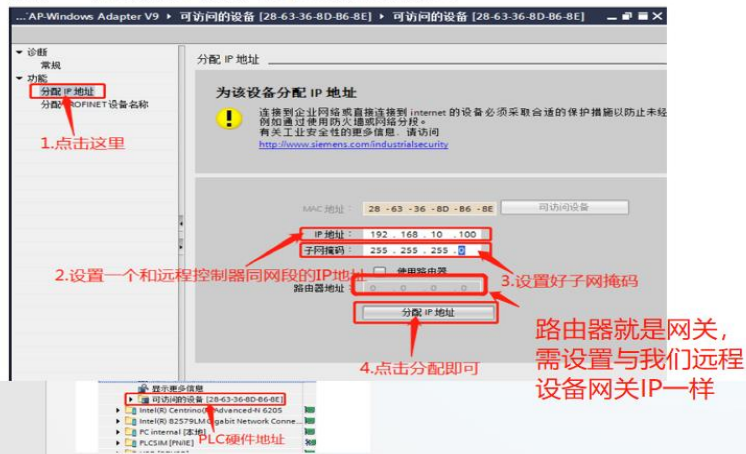 ...'AP-Windows Adapter V9 ▸ 可访问的设备 [28-63-36-8D-B6-8E] ▸ 可访问的设备 [28-63-36-8D-B6-8E]
诊断
常规
功能
分配 IP 地址
分配 PROFINET 设备名称
1.点击这里
分配 IP 地址
为该设备分配 IP 地址
连接到企业网络或直接连接到 internet 的设备必须采取合适的保护措施以防止未经
例如通过使用防火墙或网络分段。
有关工业安全性的更多信息，请访问
http://www.siemens.com/industrialsecurity
MAC 地址： 28 -63 -36 -8D -B6 -8E 可访问设备
IP 地址： 192 . 168 . 10 .100
子网掩码： 255 . 255 . 255 . 0
2.设置一个和远程控制器同网段的IP地址
使用路由器
3.设置好子网掩码
路由器地址： 0 . 0 . 0 . 0
分配 IP 地址
4.点击分配即可
路由器就是网关，
需设置与我们远程
设备网关IP一样
显示更多信息
可访问的设备 [28-63-36-8D-B6-8E]
Intel(R) Centrino(R) Advanced-N 6205
Intel(R) 82579LM Gigabit Network Conne...
PC internal [本地]
PLCSIM [PN/IE]
PLC硬件地址